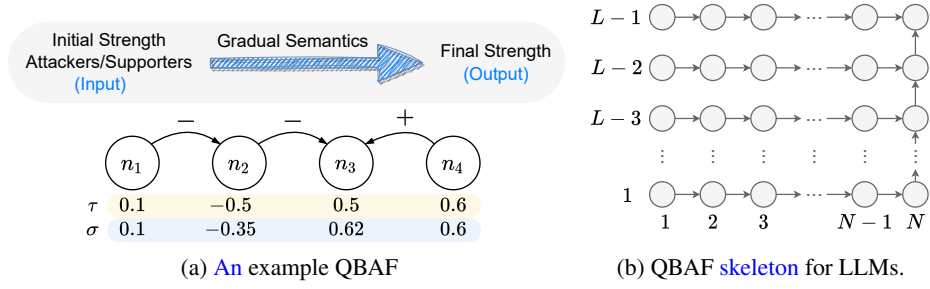 Initial Strength
Attackers/Supporters
(Input)
Gradual Semantics
Final Strength
(Output)
− − +
n₁ n₂ n₃ n₄
τ 0.1 −0.5 0.5 0.6
σ 0.1 −0.35 0.62 0.6
(a) An example QBAF
L − 1 ...
L − 2 ...
L − 3 ...
⋮ ⋮ ⋮ ⋮ ⋮
1 ...
1 2 3 N − 1 N
(b) QBAF skeleton for LLMs.